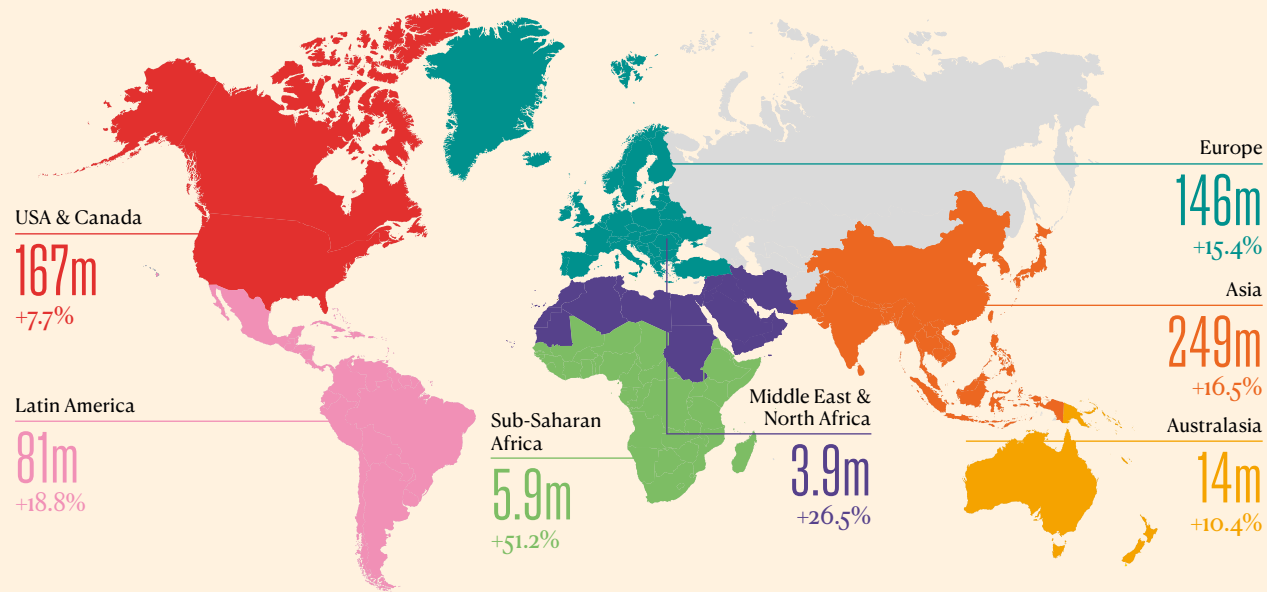 USA & Canada
167m
+7.7%
Latin America
81m
+18.8%
Sub-Saharan
Africa
5.9m
+51.2%
Middle East &
North Africa
3.9m
+26.5%
Europe
146m
+15.4%
Asia
249m
+16.5%
Australasia
14m
+10.4%